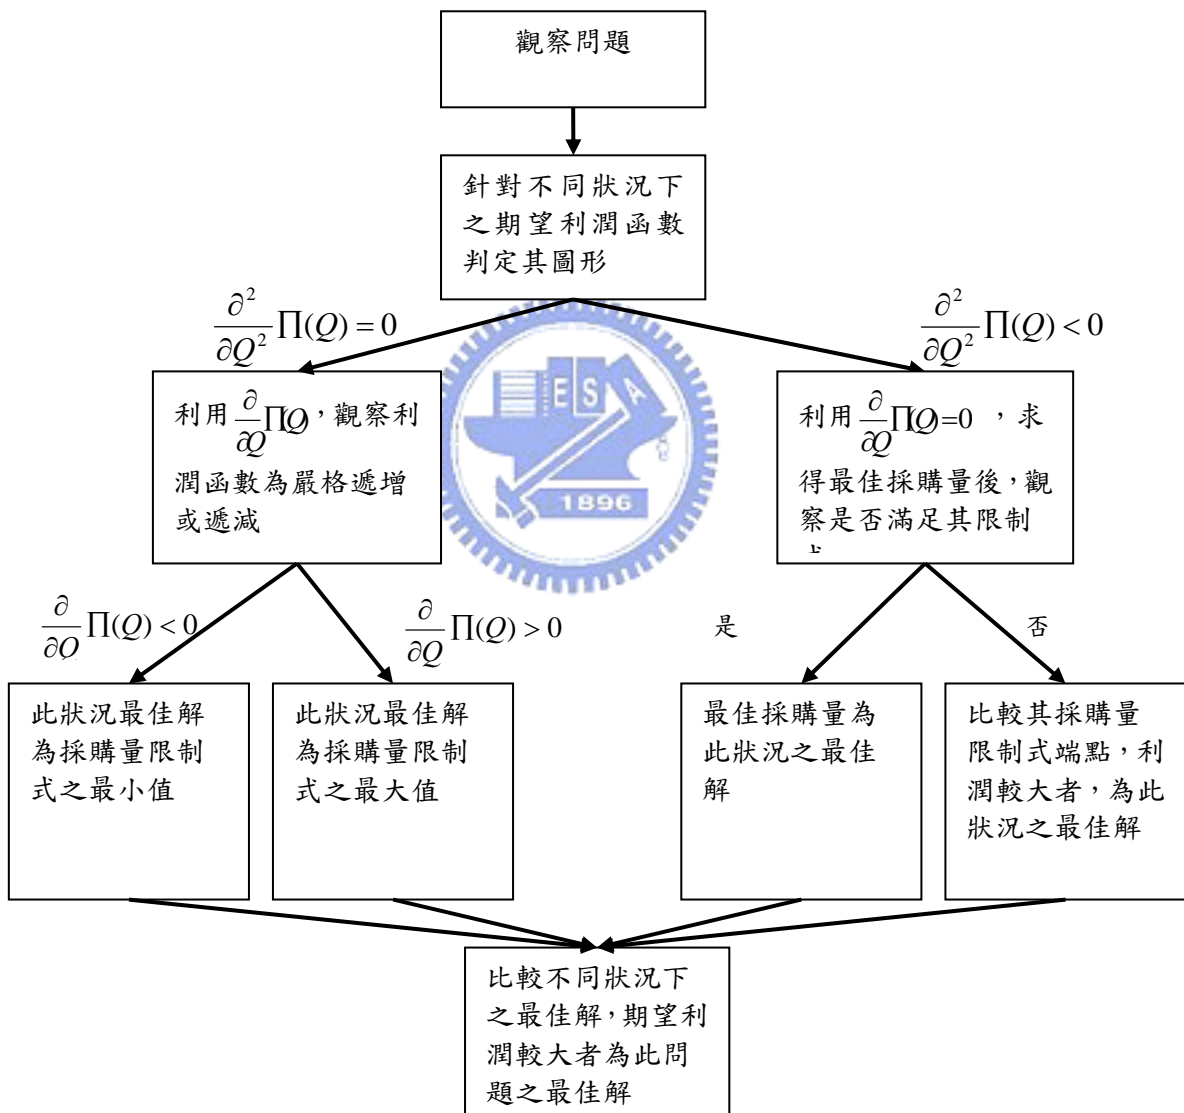 觀察問題
針對不同狀況下
之期望利潤函數
判定其圖形
∂²/∂Q² ∏(Q) = 0
∂²/∂Q² ∏(Q) < 0
利用 ∂/∂Q ∏(Q),觀察利
潤函數為嚴格遞增
或遞減
利用 ∂/∂Q ∏(Q)=0 ,求
得最佳採購量後,觀
察是否滿足其限制
E S A
1896
∂/∂Q ∏(Q) < 0
∂/∂Q ∏(Q) > 0
是
否
此狀況最佳解
為採購量限制
式之最小值
此狀況最佳解
為採購量限制
式之最大值
最佳採購量為
此狀況之最佳
解
比較其採購量
限制式端點,利
潤較大者,為此
狀況之最佳解
比較不同狀況下
之最佳解,期望利
潤較大者為此問
題之最佳解